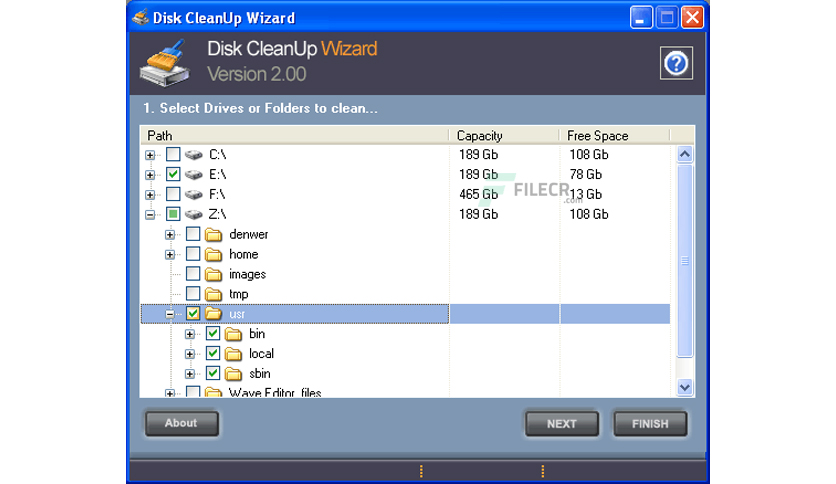 Disk CleanUp Wizard
Disk CleanUp Wizard
Version 2.00
1. Select Drives or Folders to clean...
Path Capacity Free Space
C:\ 189 Gb 108 Gb
E:\ 189 Gb 78 Gb
F:\ 465 Gb 13 Gb
FILECR
.com
Z:\ 189 Gb 108 Gb
denwer
home
images
tmp
usr
bin
local
sbin
Wave Editor files
About NEXT FINISH